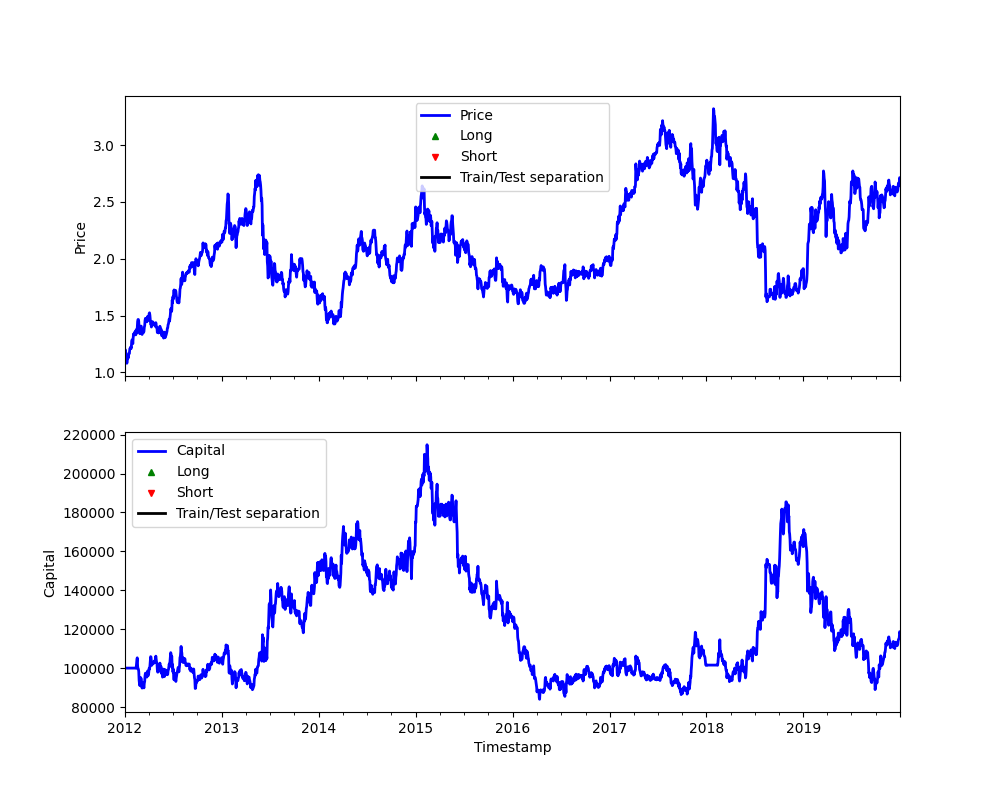 Price
Long
Short
Train/Test separation
3.0
2.5
2.0
1.5
1.0
Price
220000
200000
180000
160000
140000
120000
100000
80000
Capital
Capital
Long
Short
Train/Test separation
2012 2013 2014 2015 2016 2017 2018 2019
Timestamp